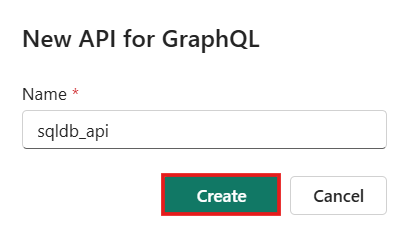 New API for GraphQL
Name *
sqldb_api
Create
Cancel